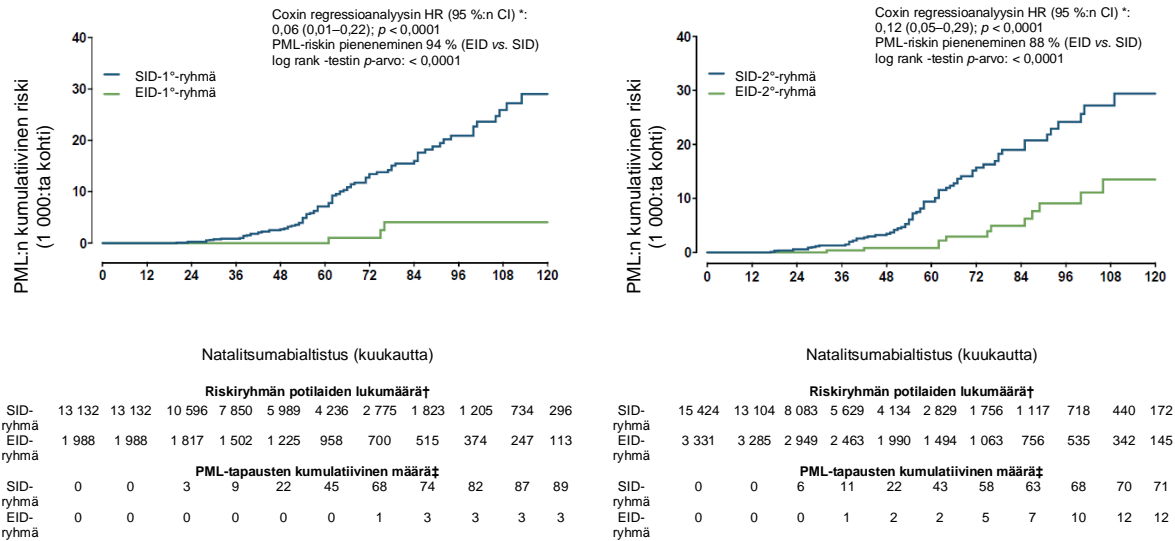 Coxin regressioanalyysin HR (95 %:n CI) *:
0,06 (0,01–0,22); p < 0,0001
PML-riskin pieneneminen 94 % (EID vs. SID)
log rank -testin p-arvo: < 0,0001
SID-1°-ryhmä
EID-1°-ryhmä
PML:n kumulatiivinen riski
(1 000:ta kohti)
40
30
20
10
0
0 12 24 36 48 60 72 84 96 108 120
Natalitsumabialtistus (kuukautta)
Riskiryhmän potilaiden lukumäärä†
SID-ryhmä 13 132 13 132 10 596 7 850 5 989 4 236 2 775 1 823 1 205 734 296
EID-ryhmä 1 988 1 988 1 817 1 502 1 225 958 700 515 374 247 113
PML-tapausten kumulatiivinen määrä‡
SID-ryhmä 0 0 3 9 22 45 68 74 82 87 89
EID-ryhmä 0 0 0 0 0 0 1 3 3 3 3
Coxin regressioanalyysin HR (95 %:n CI) *:
0,12 (0,05–0,29); p < 0,0001
PML-riskin pieneneminen 88 % (EID vs. SID)
log rank -testin p-arvo: < 0,0001
SID-2°-ryhmä
EID-2°-ryhmä
PML:n kumulatiivinen riski
(1 000:ta kohti)
40
30
20
10
0
0 12 24 36 48 60 72 84 96 108 120
Natalitsumabialtistus (kuukautta)
Riskiryhmän potilaiden lukumäärä†
SID-ryhmä 15 424 13 104 8 083 5 629 4 134 2 829 1 756 1 117 718 440 172
EID-ryhmä 3 331 3 285 2 949 2 463 1 990 1 494 1 063 756 535 342 145
PML-tapausten kumulatiivinen määrä‡
SID-ryhmä 0 0 6 11 22 43 58 63 68 70 71
EID-ryhmä 0 0 0 1 2 2 5 7 10 12 12